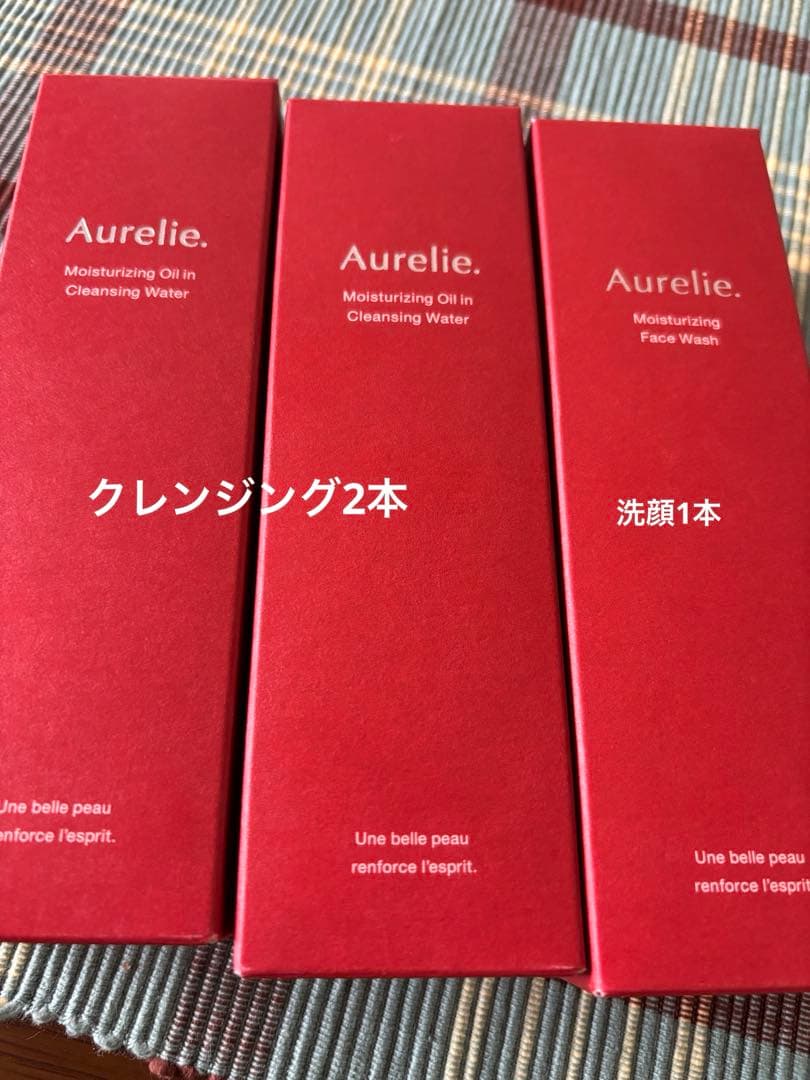 Aurelie.
Moisturizing Oil in
Cleansing Water
Aurelie.
Moisturizing Oil in
Cleansing Water
Aurelie.
Moisturizing
Face Wash
クレンジング2本
洗顔1本
Une belle peau
enforce l'esprit.
Une belle peau
renforce l'esprit.
Une belle peau
renforce l'esprit